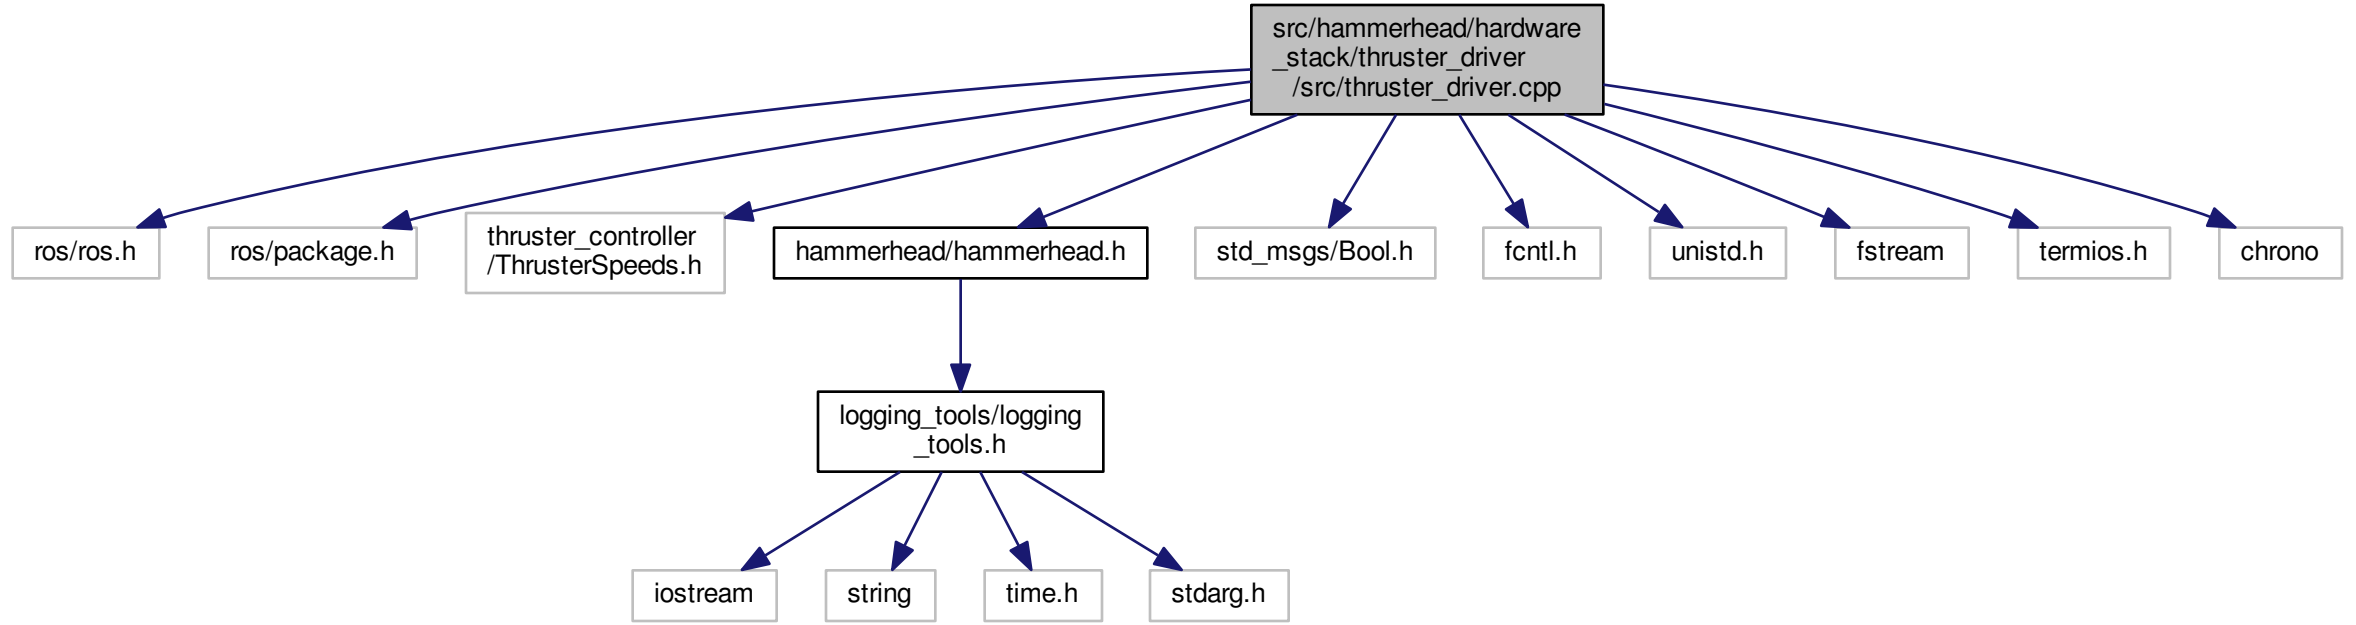 src/hammerhead/hardware
_stack/thruster_driver
/src/thruster_driver.cpp
ros/ros.h
ros/package.h
thruster_controller
/ThrusterSpeeds.h
hammerhead/hammerhead.h
std_msgs/Bool.h
fcntl.h
unistd.h
fstream
termios.h
chrono
logging_tools/logging
_tools.h
iostream
string
time.h
stdarg.h